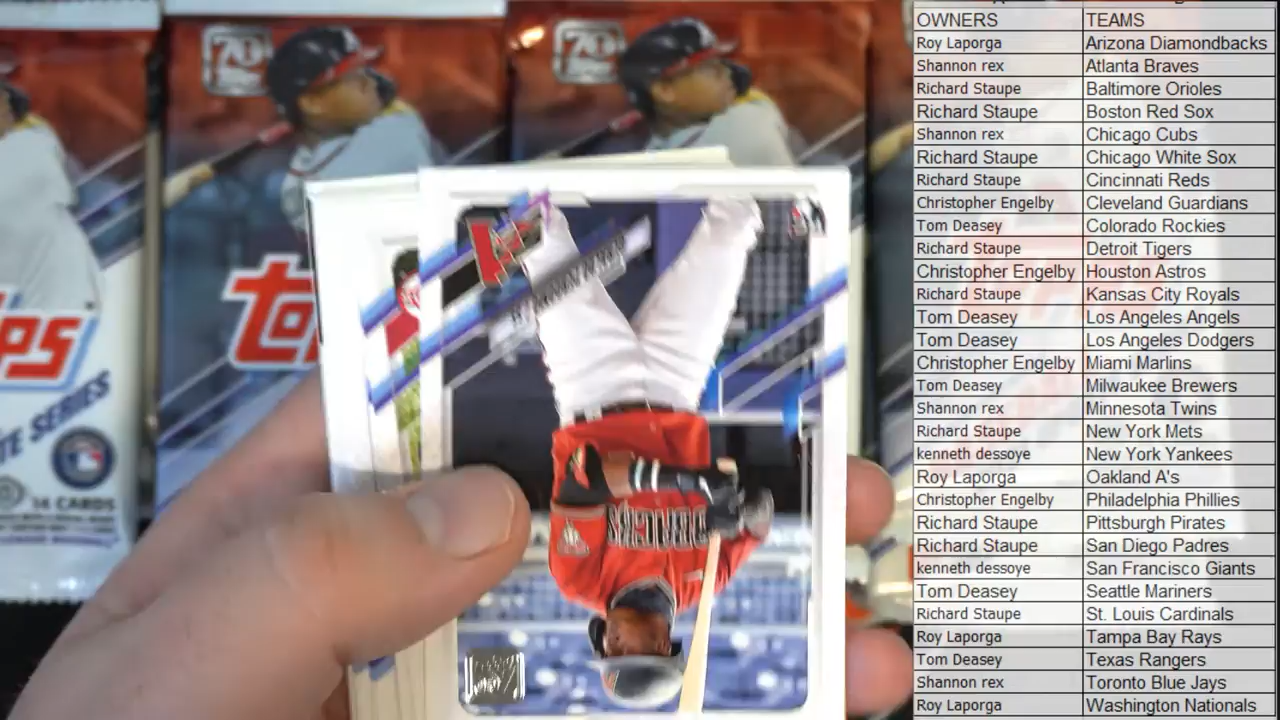 OWNERS TEAMS
Roy Laporga Arizona Diamondbacks
Shannon rex Atlanta Braves
Richard Staupe Baltimore Orioles
Richard Staupe Boston Red Sox
Shannon rex Chicago Cubs
Richard Staupe Chicago White Sox
Richard Staupe Cincinnati Reds
Christopher Engelby Cleveland Guardians
Tom Deasey Colorado Rockies
Richard Staupe Detroit Tigers
Christopher Engelby Houston Astros
Richard Staupe Kansas City Royals
Tom Deasey Los Angeles Angels
Tom Deasey Los Angeles Dodgers
Christopher Engelby Miami Marlins
Tom Deasey Milwaukee Brewers
Shannon rex Minnesota Twins
Richard Staupe New York Mets
kenneth dessoye New York Yankees
Roy Laporga Oakland A's
Christopher Engelby Philadelphia Phillies
Richard Staupe Pittsburgh Pirates
Richard Staupe San Diego Padres
kenneth dessoye San Francisco Giants
Tom Deasey Seattle Mariners
Richard Staupe St. Louis Cardinals
Roy Laporga Tampa Bay Rays
Tom Deasey Texas Rangers
Shannon rex Toronto Blue Jays
Roy Laporga Washington Nationals
70
70
PS
SERIES
14 CARDS